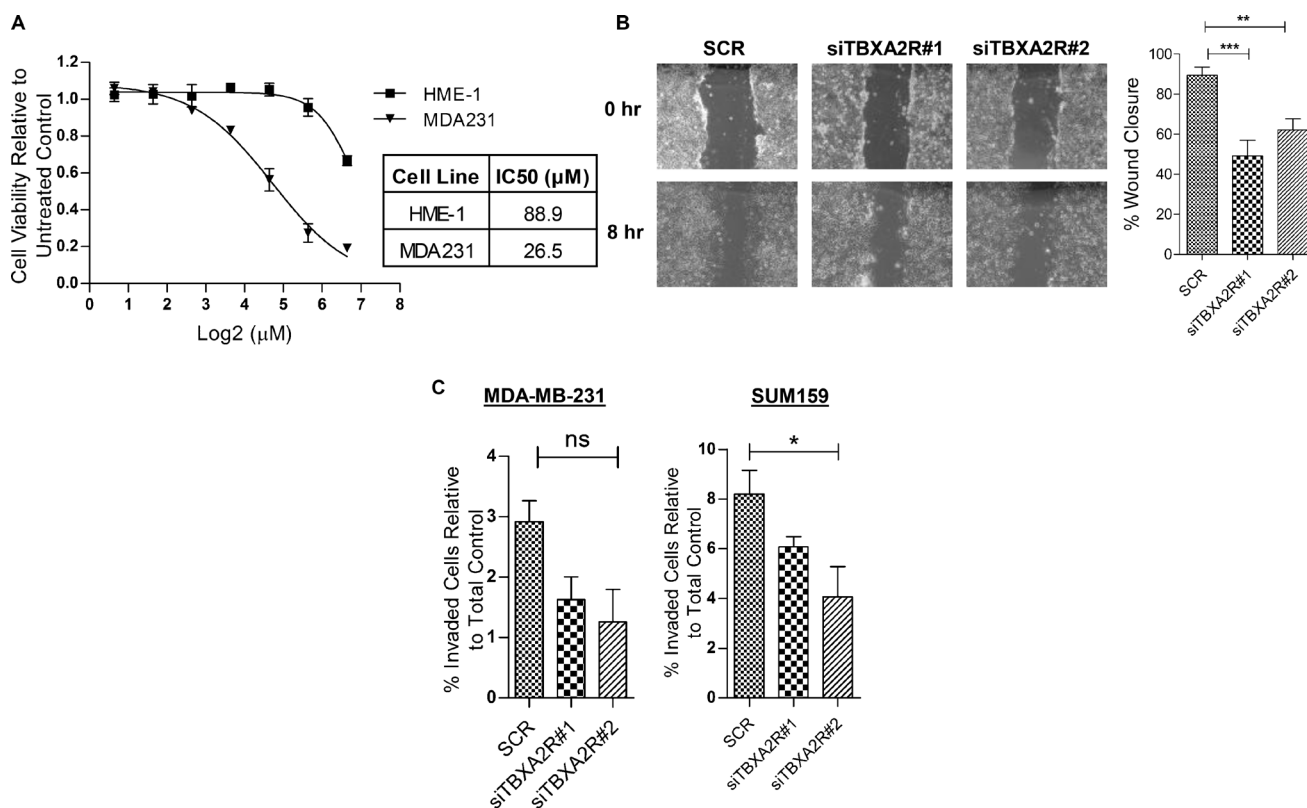 A
Cell Viability Relative to
Untreated Control
1.2
1.0
0.8
0.6
0.4
0.2
0.0
0 1 2 3 4 5 6 7 8
Log2 (µM)
HME-1
MDA231
Cell Line IC50 (µM)
HME-1 88.9
MDA231 26.5
B
SCR siTBXA2R#1 siTBXA2R#2
0 hr
8 hr
% Wound Closure
100
80
60
40
20
0
**
***
SCR
siTBXA2R#1
siTBXA2R#2
C
MDA-MB-231
% Invaded Cells Relative
to Total Control
4
3
2
1
0
ns
SCR
siTBXA2R#1
siTBXA2R#2
SUM159
% Invaded Cells Relative
to Total Control
10
8
6
4
2
0
*
SCR
siTBXA2R#1
siTBXA2R#2